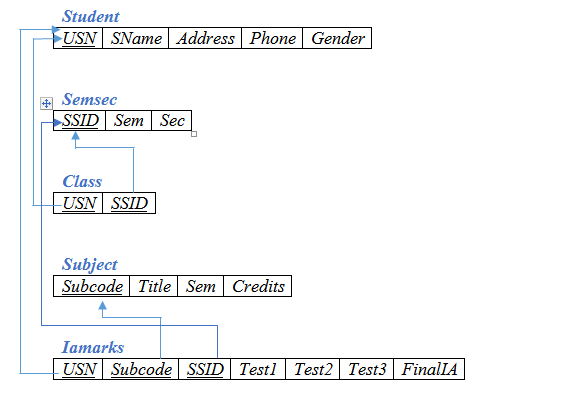 Student
USN SName Address Phone Gender
Semsec
SSID Sem Sec
Class
USN SSID
Subject
Subcode Title Sem Credits
Iamarks
USN Subcode SSID Test1 Test2 Test3 FinalIA